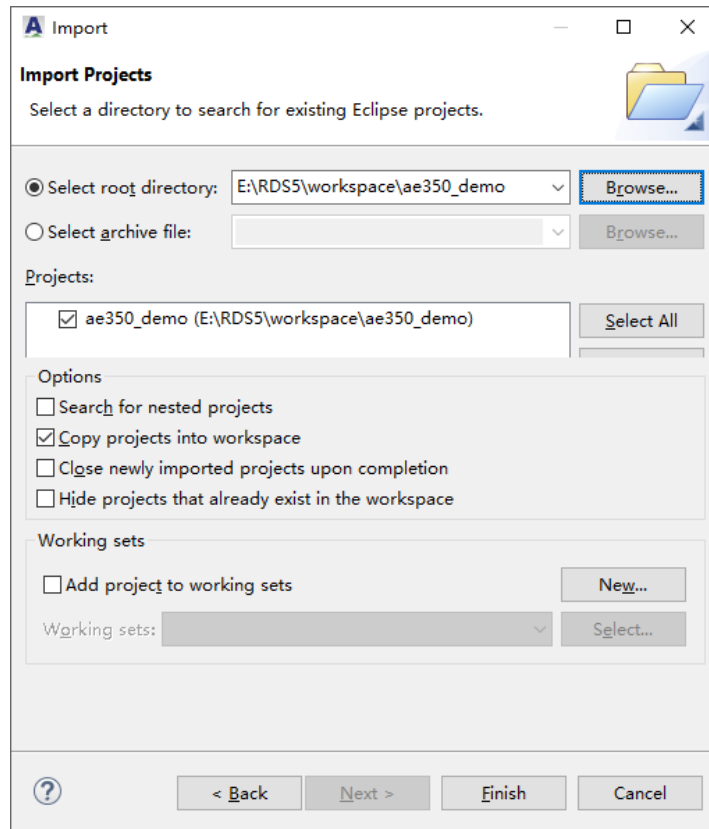 Import
Import Projects
Select a directory to search for existing Eclipse projects.
Select root directory: E:\RDS5\workspace\ae350_demo Browse...
Select archive file: Browse...
Projects:
ae350_demo (E:\RDS5\workspace\ae350_demo) Select All
Options
Search for nested projects
Copy projects into workspace
Close newly imported projects upon completion
Hide projects that already exist in the workspace
Working sets
Add project to working sets New...
Working sets: Select...
< Back Next > Finish Cancel